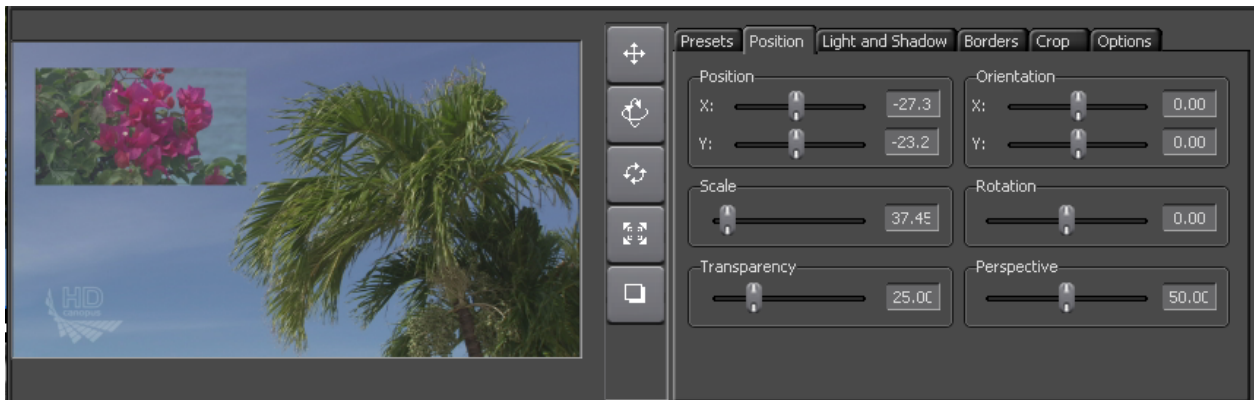 Presets Position Light and Shadow Borders Crop Options
Position
X: -27.3
Y: -23.2
Orientation
X: 0.00
Y: 0.00
Scale
37.45
Rotation
0.00
Transparency
25.00
Perspective
50.00
HD
canopus